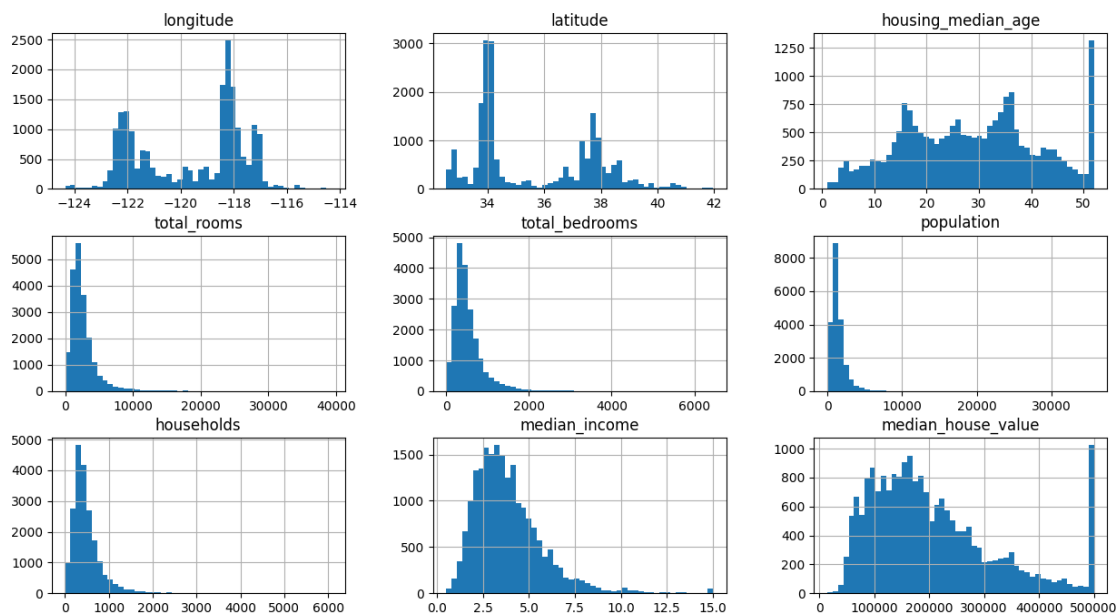 longitude
2500
2000
1500
1000
500
0
−124 −122 −120 −118 −116 −114
latitude
3000
2000
1000
0
34 36 38 40 42
housing_median_age
1250
1000
750
500
250
0
0 10 20 30 40 50
total_rooms
5000
4000
3000
2000
1000
0
0 10000 20000 30000 40000
total_bedrooms
5000
4000
3000
2000
1000
0
0 2000 4000 6000
population
8000
6000
4000
2000
0
0 10000 20000 30000
households
5000
4000
3000
2000
1000
0
0 1000 2000 3000 4000 5000 6000
median_income
1500
1000
500
0
0.0 2.5 5.0 7.5 10.0 12.5 15.0
median_house_value
1000
800
600
400
200
0
0 100000 200000 300000 400000 500000